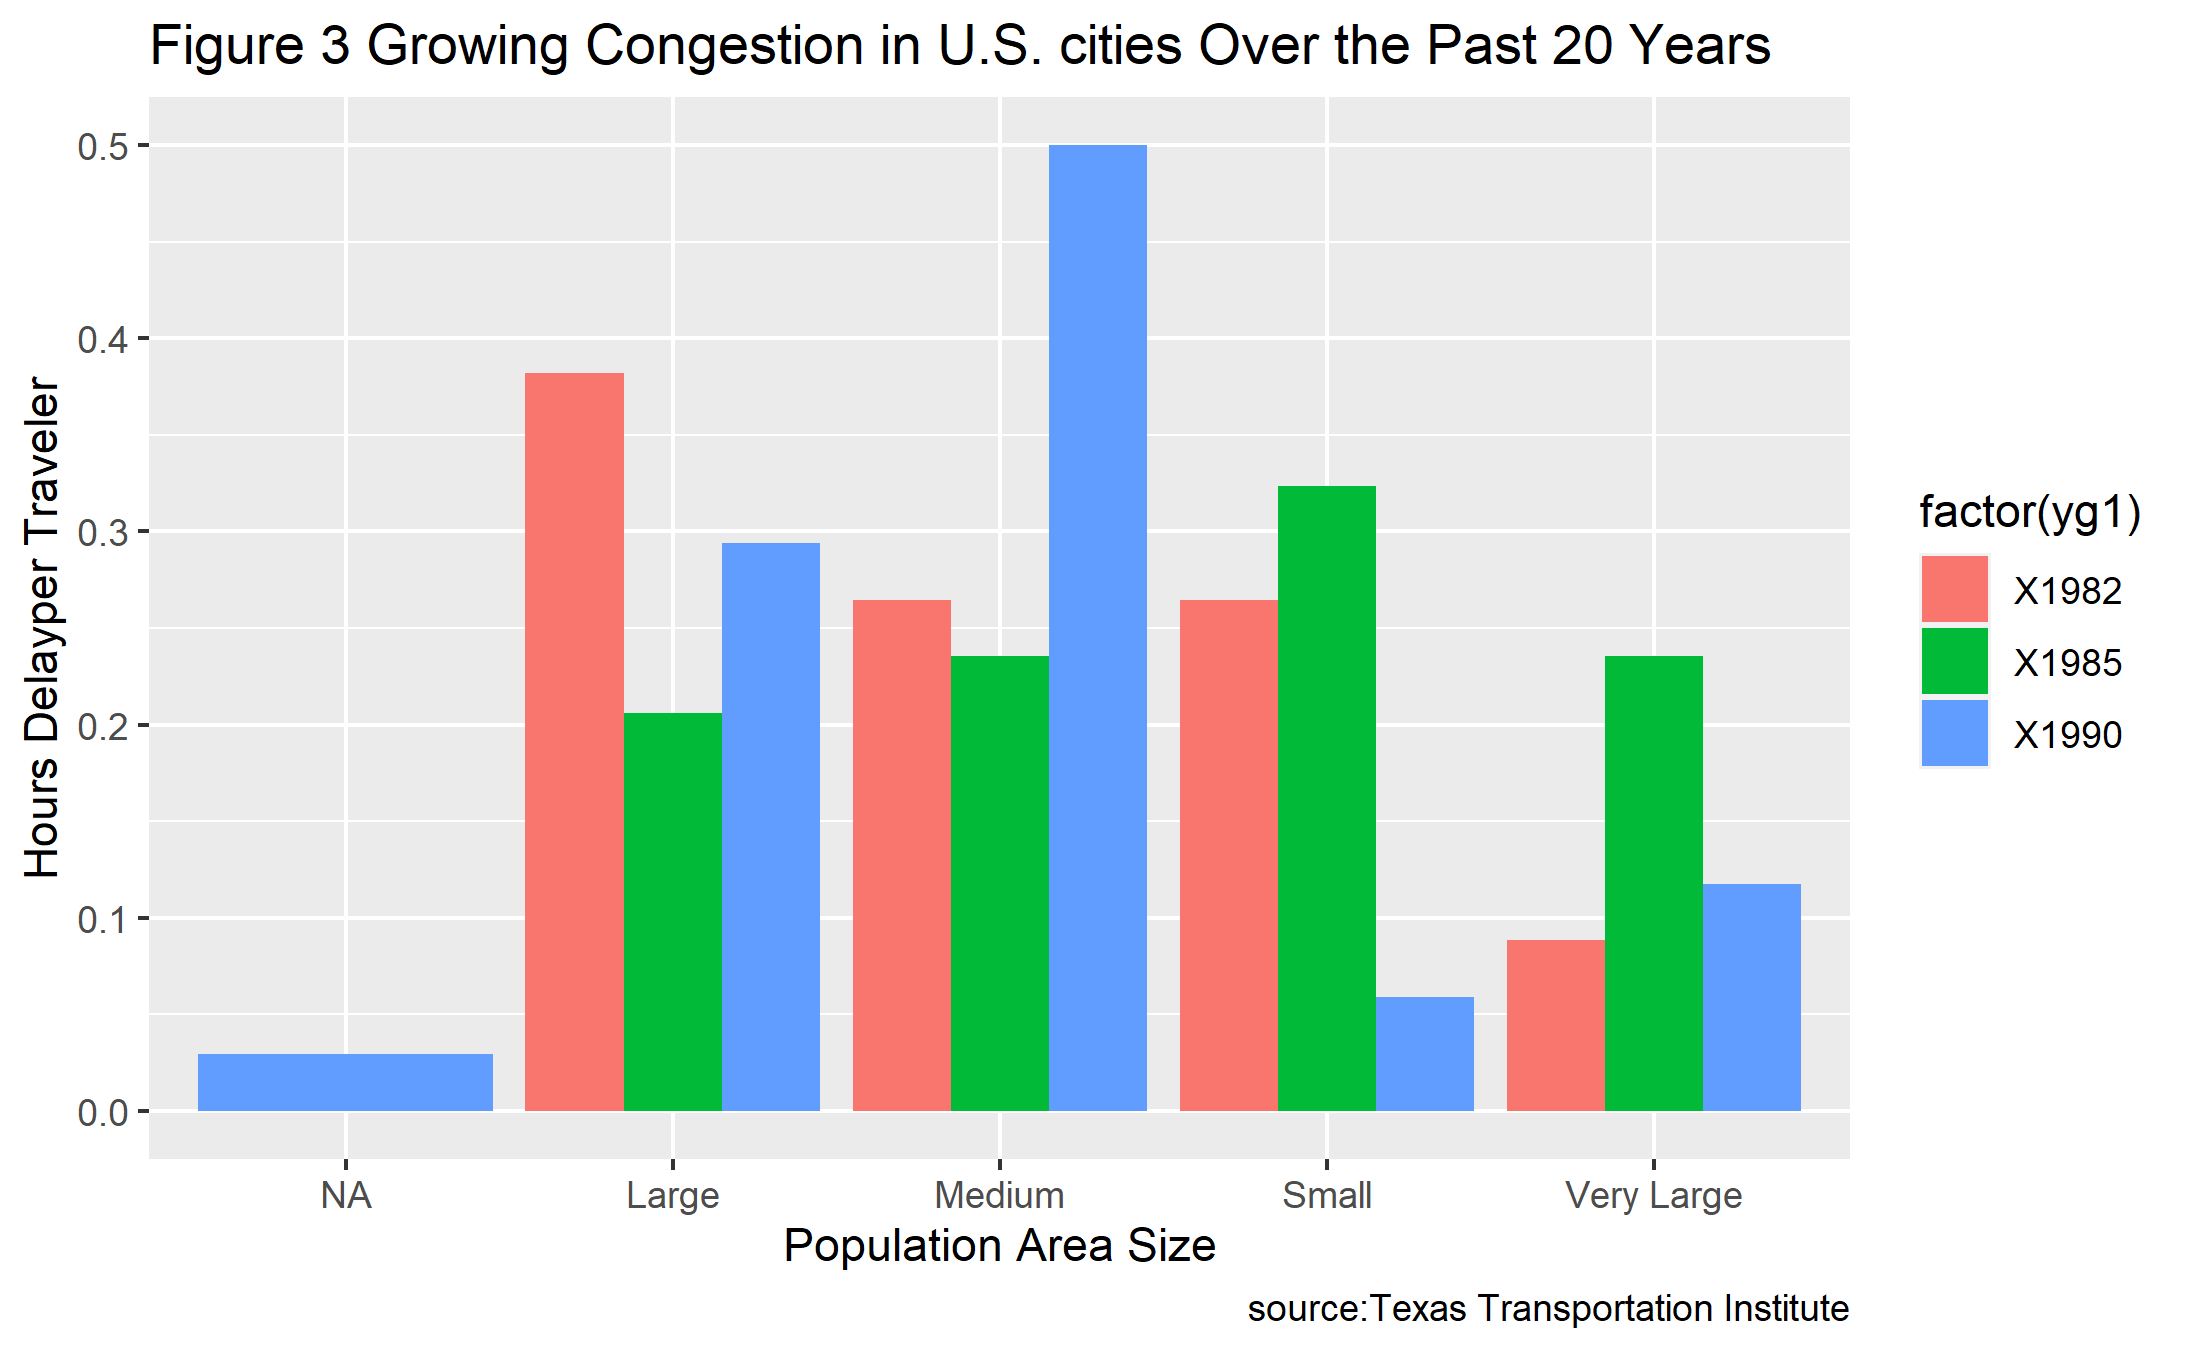 Figure 3 Growing Congestion in U.S. cities Over the Past 20 Years
0.5
0.4
0.3
0.2
0.1
0.0
Hours Delayper Traveler
NA Large Medium Small Very Large
Population Area Size
factor(yg1)
X1982
X1985
X1990
source:Texas Transportation Institute